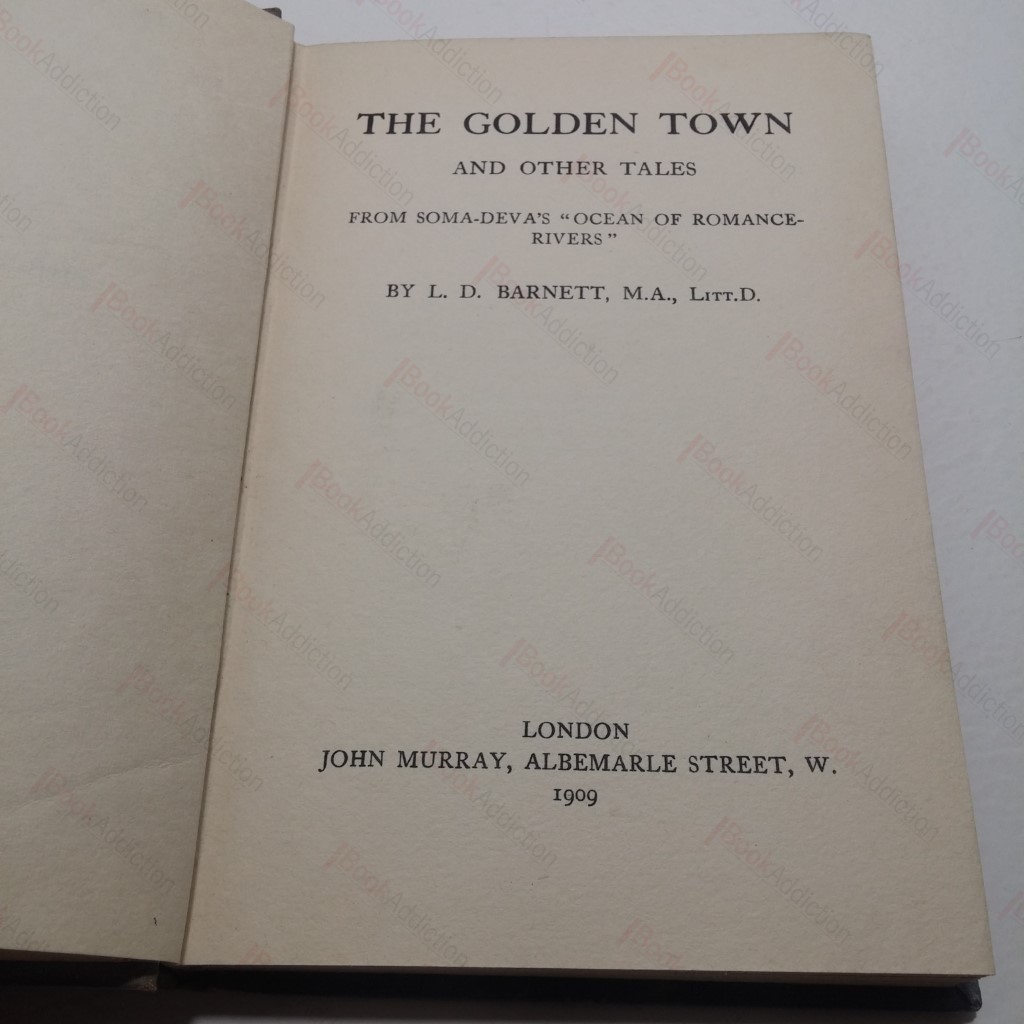 THE GOLDEN TOWN
AND OTHER TALES
FROM SOMA-DEVA'S “OCEAN OF ROMANCE-
RIVERS”
BY L. D. BARNETT, M.A., LITT.D.
LONDON
JOHN MURRAY, ALBEMARLE STREET, W.
1909
BookAddiction